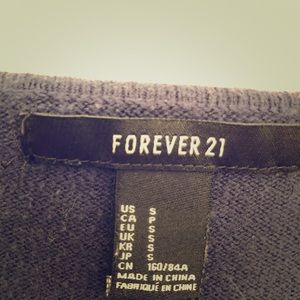 FOREVER 21
US S
CA P
EU S
UK S
KR S
JP S
CN 160/84A
MADE IN CHINA
FABRIQUÉ EN CHINE